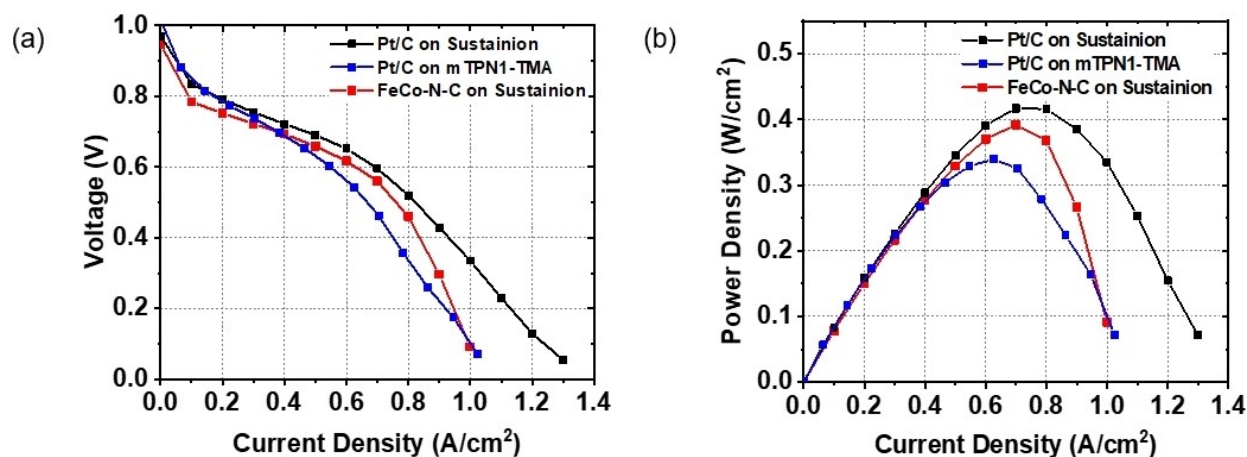 (a)
1.0
0.8
0.6
0.4
0.2
0.0
Voltage (V)
Pt/C on Sustainion
Pt/C on mTPN1-TMA
FeCo-N-C on Sustainion
0.0 0.2 0.4 0.6 0.8 1.0 1.2 1.4
Current Density (A/cm²)
(b)
0.5
0.4
0.3
0.2
0.1
0.0
Power Density (W/cm²)
Pt/C on Sustainion
Pt/C on mTPN1-TMA
FeCo-N-C on Sustainion
0.0 0.2 0.4 0.6 0.8 1.0 1.2 1.4
Current Density (A/cm²)